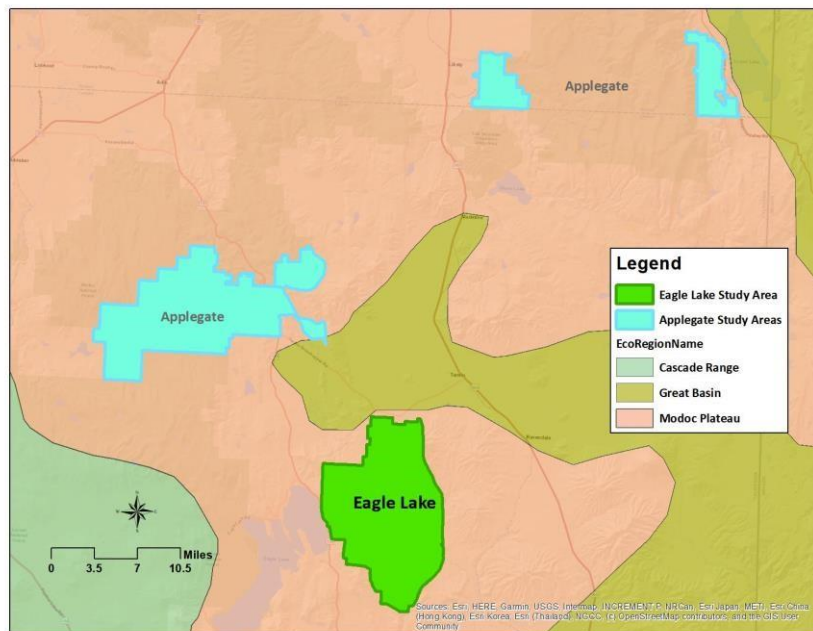 Applegate
Applegate
Legend
Eagle Lake Study Area
Applegate Study Areas
EcoRegionName
Cascade Range
Great Basin
Modoc Plateau
Eagle Lake
Miles
0 3.5 7 10.5
Sources: Esri, HERE, Garmin, USGS, Intermap, INCREMENT P, NRCan, Esri Japan, METI, Esri China
(Hong Kong), Esri Korea, Esri (Thailand), NGCC, (c) OpenStreetMap contributors, and the GIS User
Community